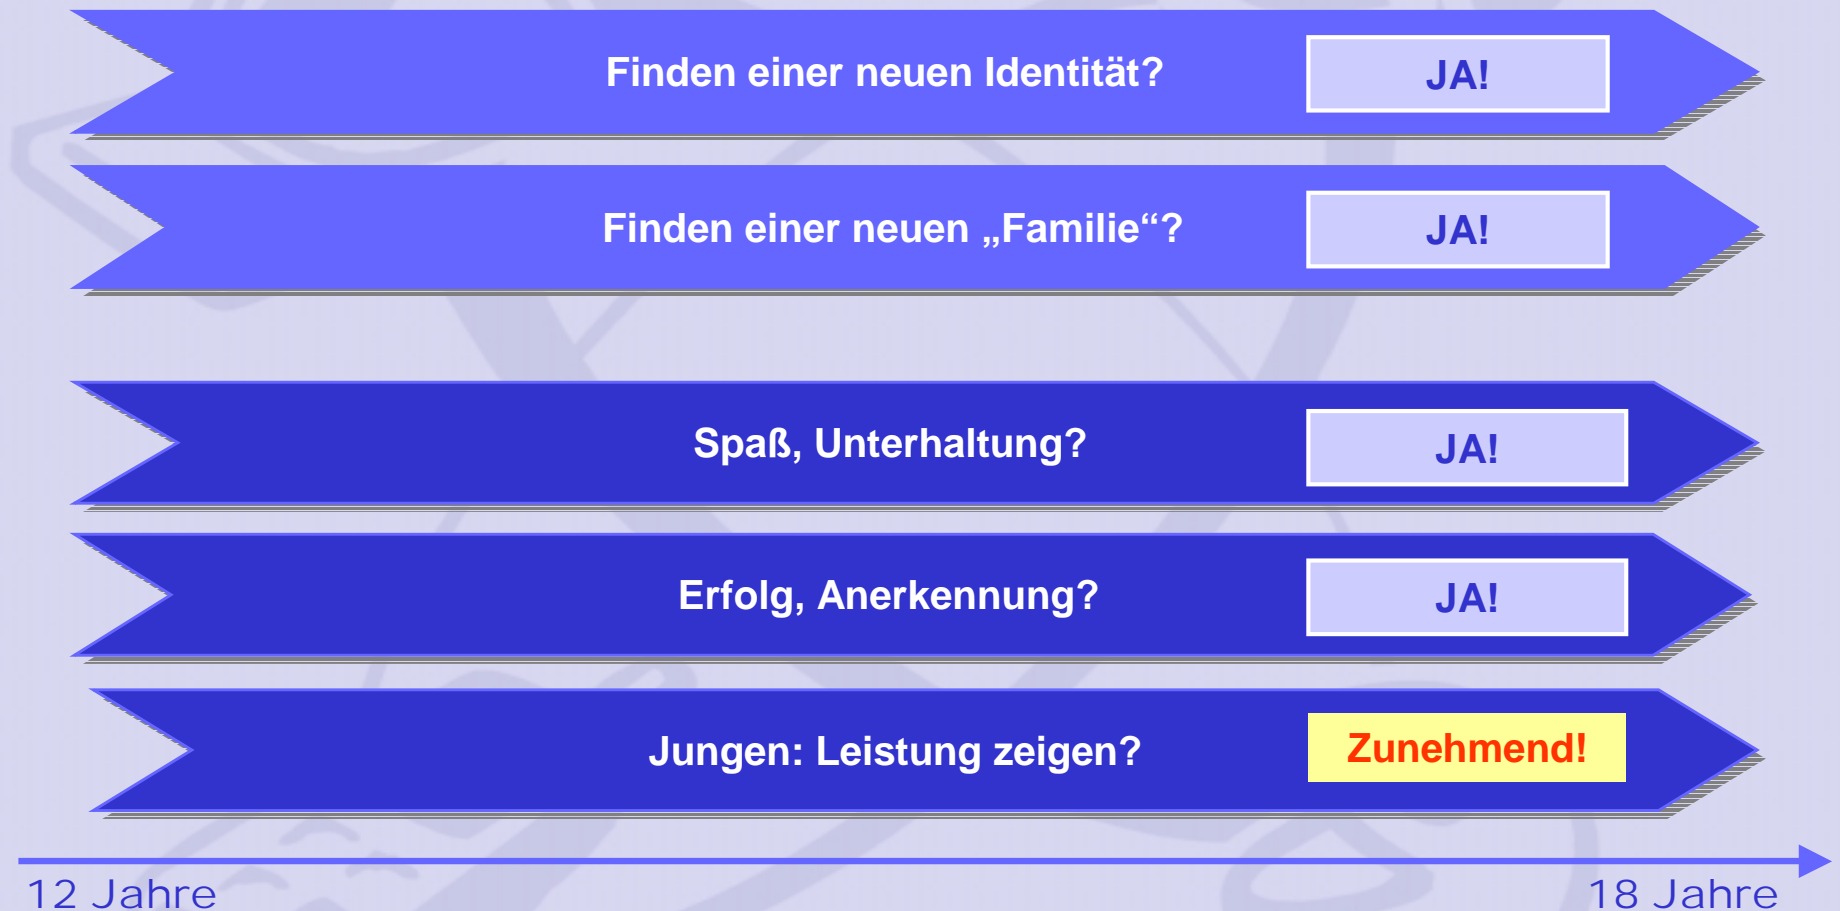 Finden einer neuen Identität? JA!
Finden einer neuen „Familie“? JA!
Spaß, Unterhaltung? JA!
Erfolg, Anerkennung? JA!
Jungen: Leistung zeigen? Zunehmend!
12 Jahre 18 Jahre